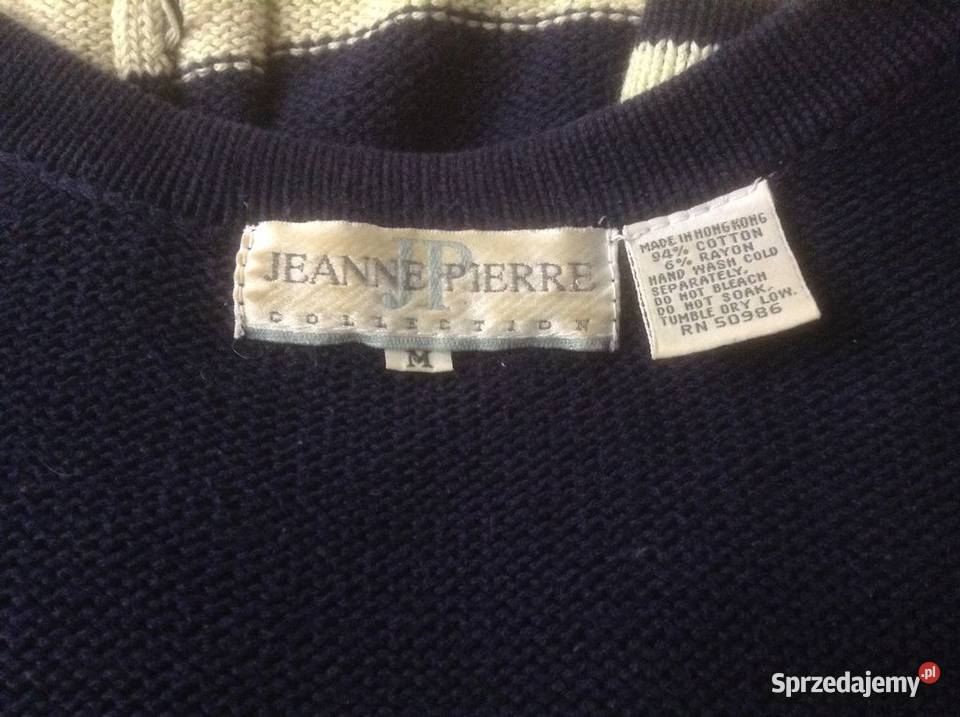 JEANNE PIERRE
JP
COLLECTION
M
MADE IN HONG KONG
94% COTTON
6% RAYON
HAND WASH COLD
SEPARATELY.
DO NOT BLEACH
DO NOT SOAK.
TUMBLE DRY LOW.
RN 50986
Sprzedajemy.pl